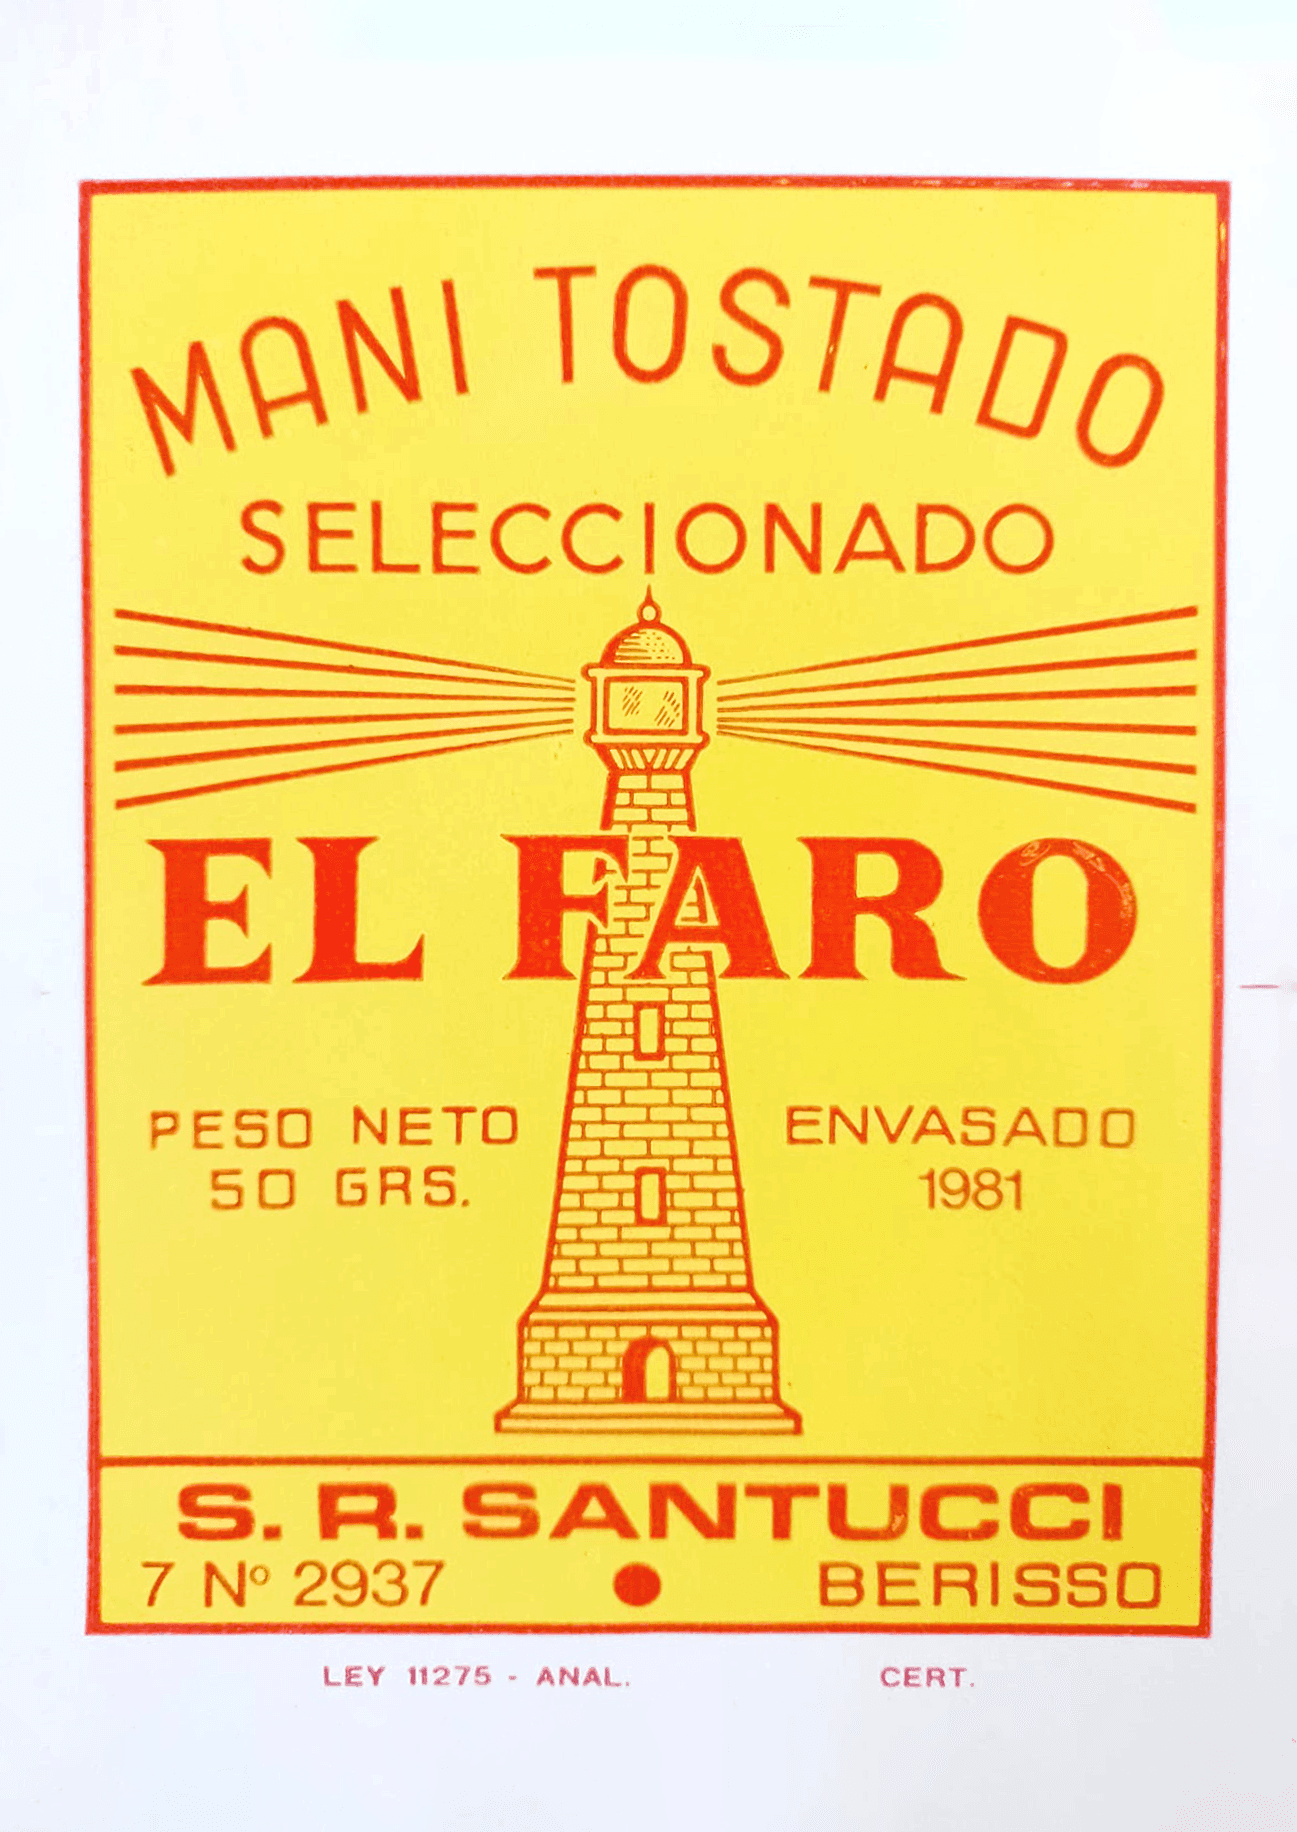 MANI TOSTADO
SELECCIONADO
EL FARO
PESO NETO
50 GRS.
ENVASADO
1981
S. R. SANTUCCI
7 Nº 2937 ● BERISSO
LEY 11275 - ANAL. CERT.